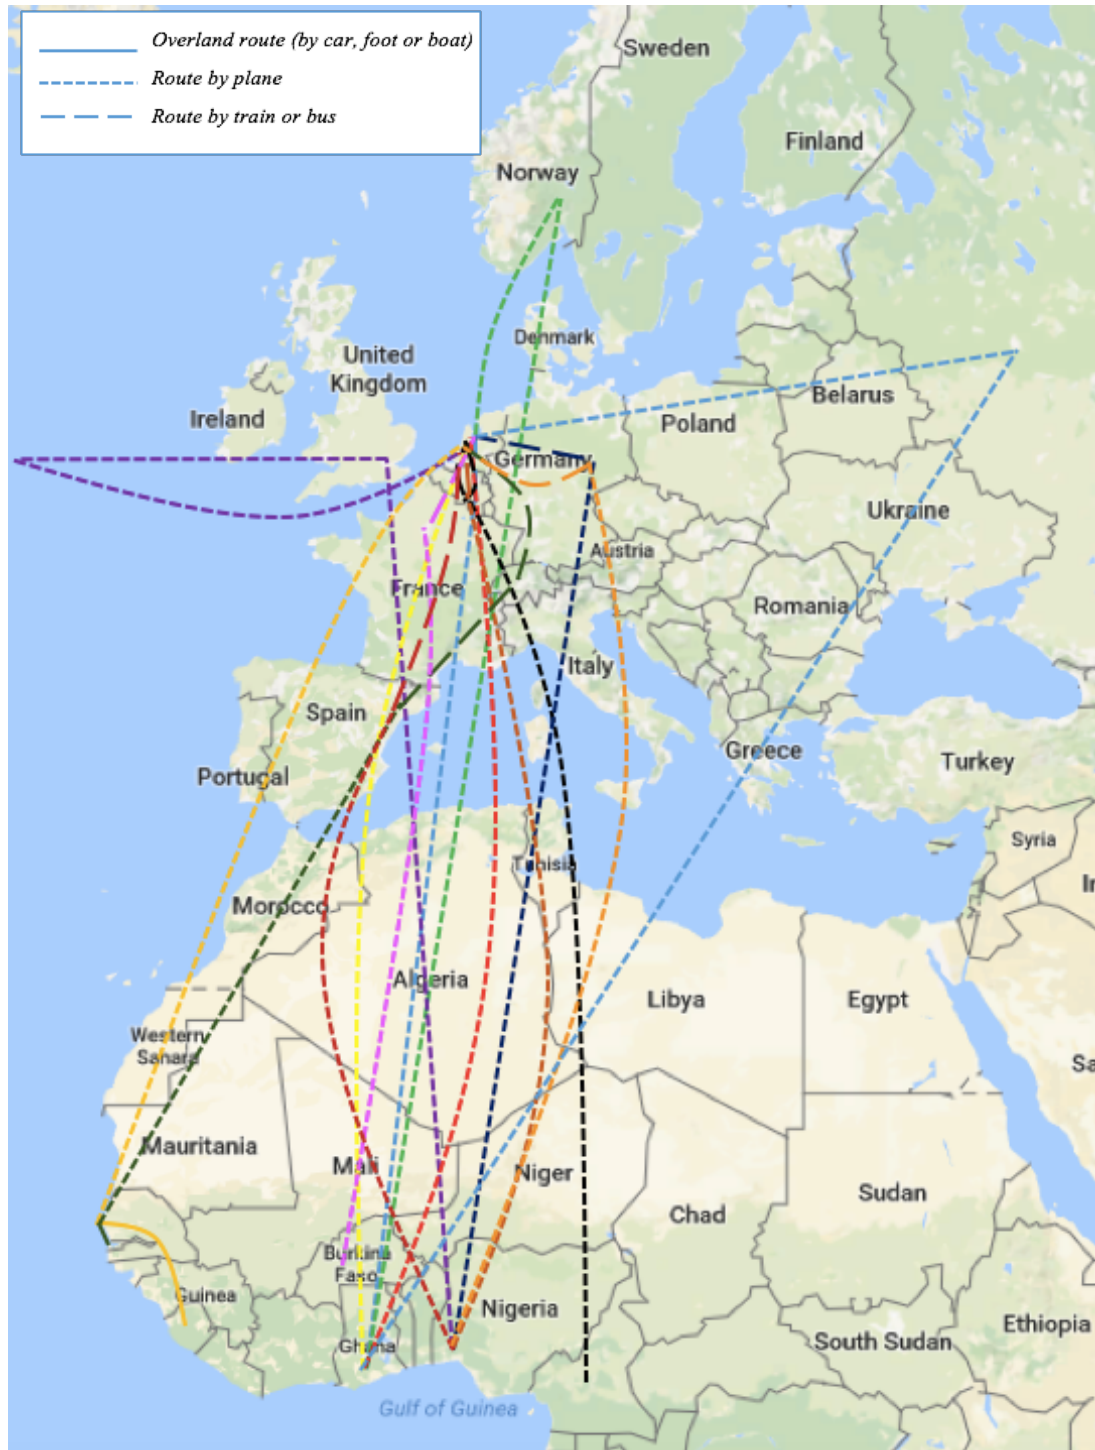 Overland route (by car, foot or boat)
Route by plane
Route by train or bus
Sweden
Finland
Norway
Denmark
United
Kingdom
Ireland
Belarus
Poland
Germany
Ukraine
Austria
France
Romania
Italy
Spain
Greece
Turkey
Portugal
Syria
Tunisia
Morocco
Algeria
Libya
Egypt
Western
Sahara
Mauritania
Mali
Niger
Sudan
Chad
Burkina
Faso
Guinea
Nigeria
Ethiopia
South Sudan
Ghana
Gulf of Guinea